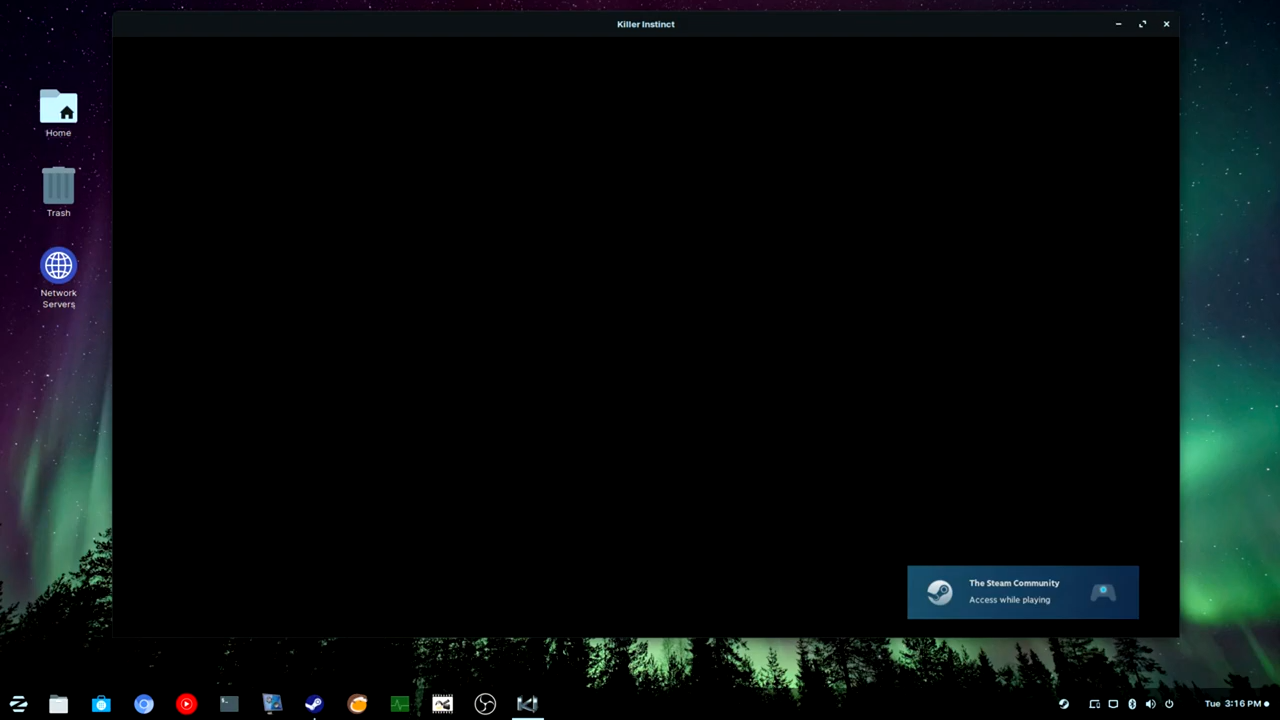 Killer Instinct
Home
Trash
Network
Servers
The Steam Community
Access while playing
Tue 3:16 PM